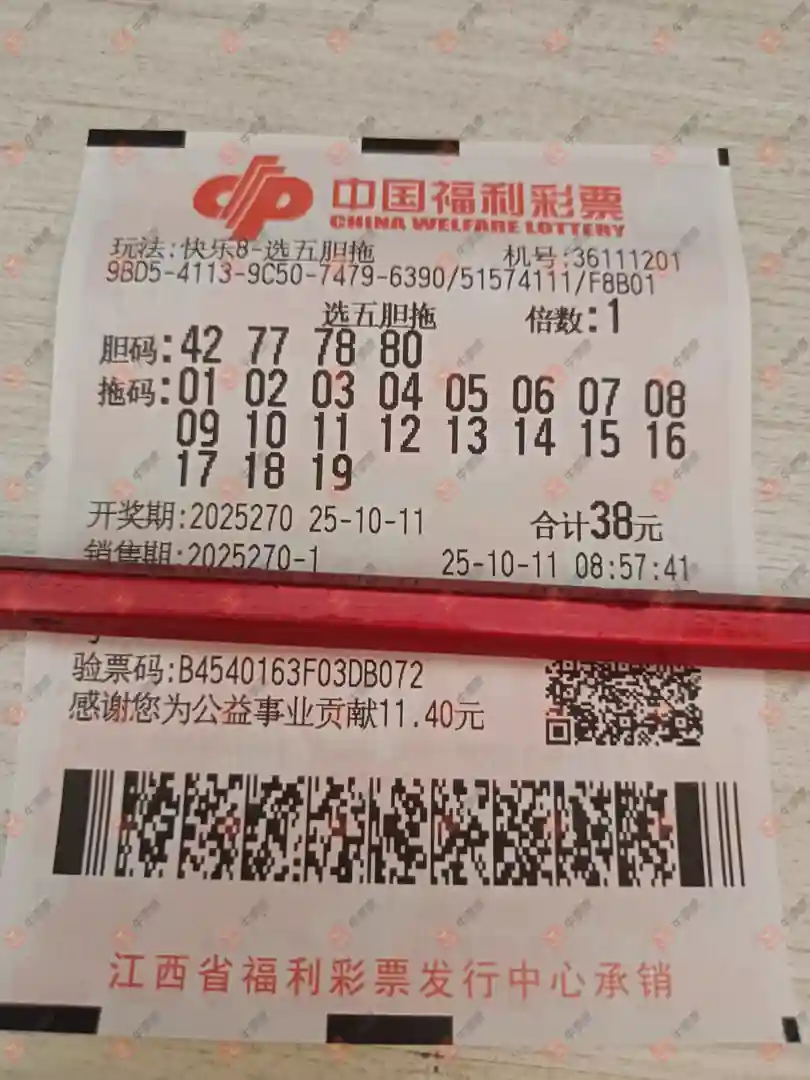 中国福利彩票
CHINA WELFARE LOTTERY
玩法:快乐8-选五胆拖 机号:36111201
9BD5-4113-9C50-7479-6390/51574111/F8B01
选五胆拖 倍数:1
胆码:42 77 78 80
拖码:01 02 03 04 05 06 07 08
09 10 11 12 13 14 15 16
17 18 19
开奖期:2025270 25-10-11 合计38元
销售期:2025270-1 25-10-11 08:57:41
验票码:B4540163F03DB072
感谢您为公益事业贡献11.40元
江西省福利彩票发行中心承销